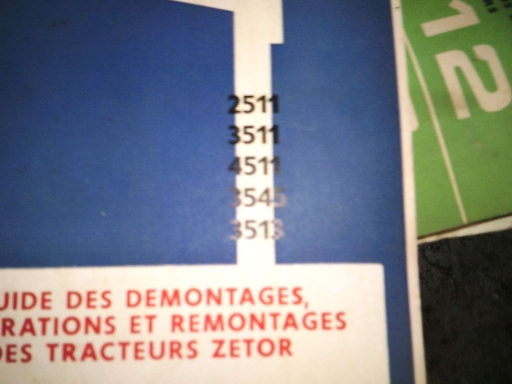 2511
3511
4511
3545
3513
UIDE DES DEMONTAGES,
RATIONS ET REMONTAGES
DES TRACTEURS ZETOR
12